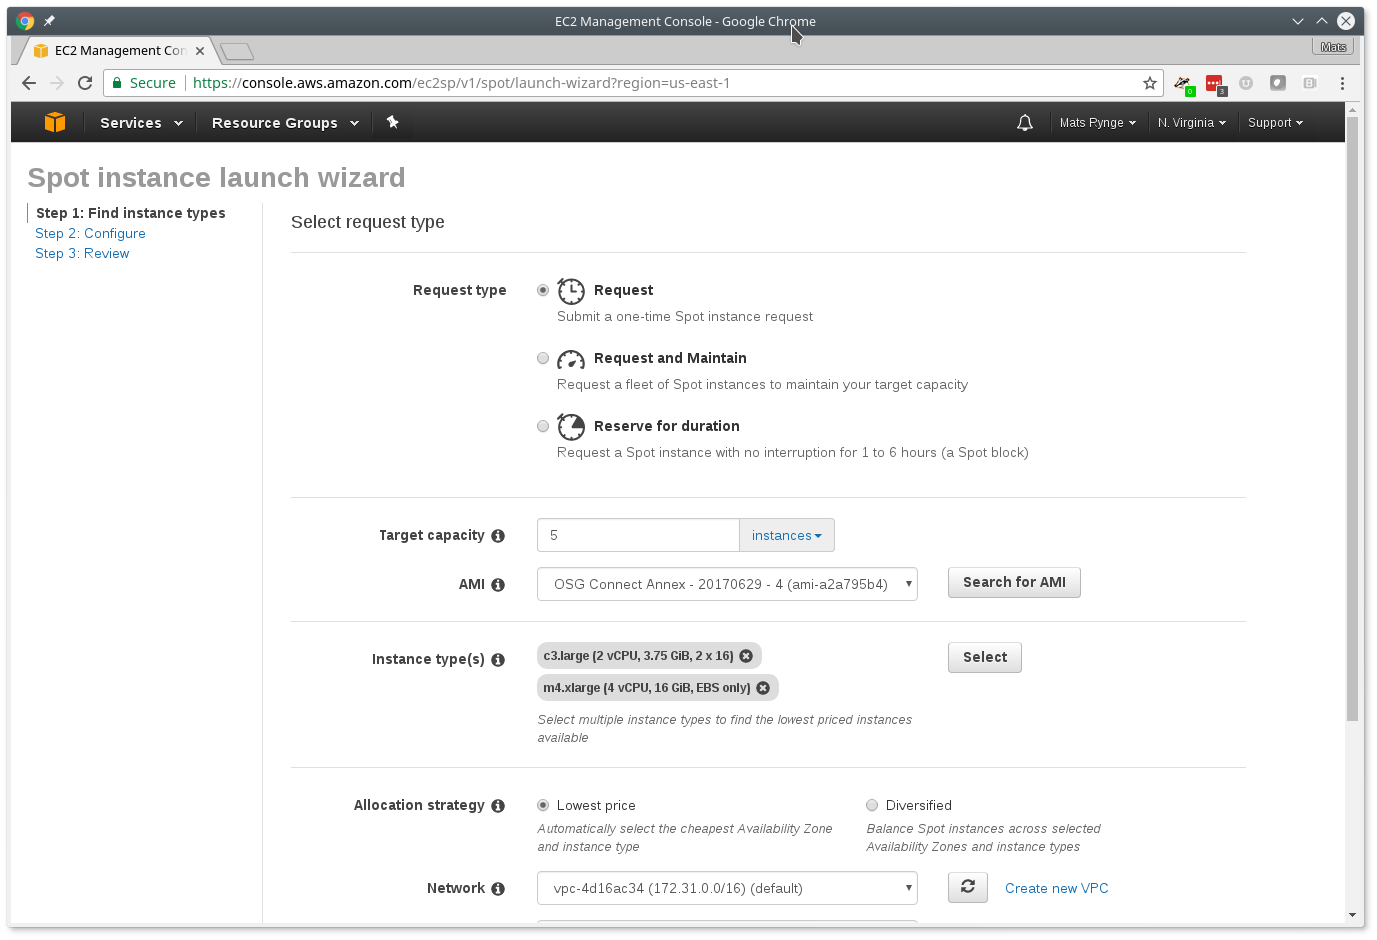 EC2 Management Console - Google Chrome
EC2 Management Con
Mats
Secure https://console.aws.amazon.com/ec2sp/v1/spot/launch-wizard?region=us-east-1
0
3
Services Resource Groups Mats Rynge N. Virginia Support
Spot instance launch wizard
Step 1: Find instance types
Step 2: Configure
Step 3: Review
Select request type
Request type Request
Submit a one-time Spot instance request
Request and Maintain
Request a fleet of Spot instances to maintain your target capacity
Reserve for duration
Request a Spot instance with no interruption for 1 to 6 hours (a Spot block)
Target capacity 5 instances
AMI OSG Connect Annex - 20170629 - 4 (ami-a2a795b4) Search for AMI
Instance type(s) c3.large (2 vCPU, 3.75 GiB, 2 x 16) Select
m4.xlarge (4 vCPU, 16 GiB, EBS only)
Select multiple instance types to find the lowest priced instances
available
Allocation strategy Lowest price Diversified
Automatically select the cheapest Availability Zone
and instance type
Balance Spot instances across selected
Availability Zones and instance types
Network vpc-4d16ac34 (172.31.0.0/16) (default) Create new VPC